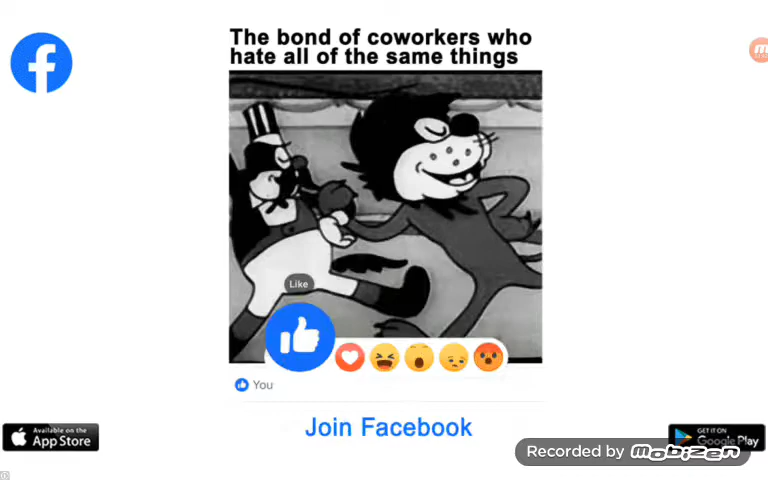 The bond of coworkers who
hate all of the same things
Like
You
Join Facebook
Available on the
App Store
GET IT ON
Google Play
Recorded by mobizen